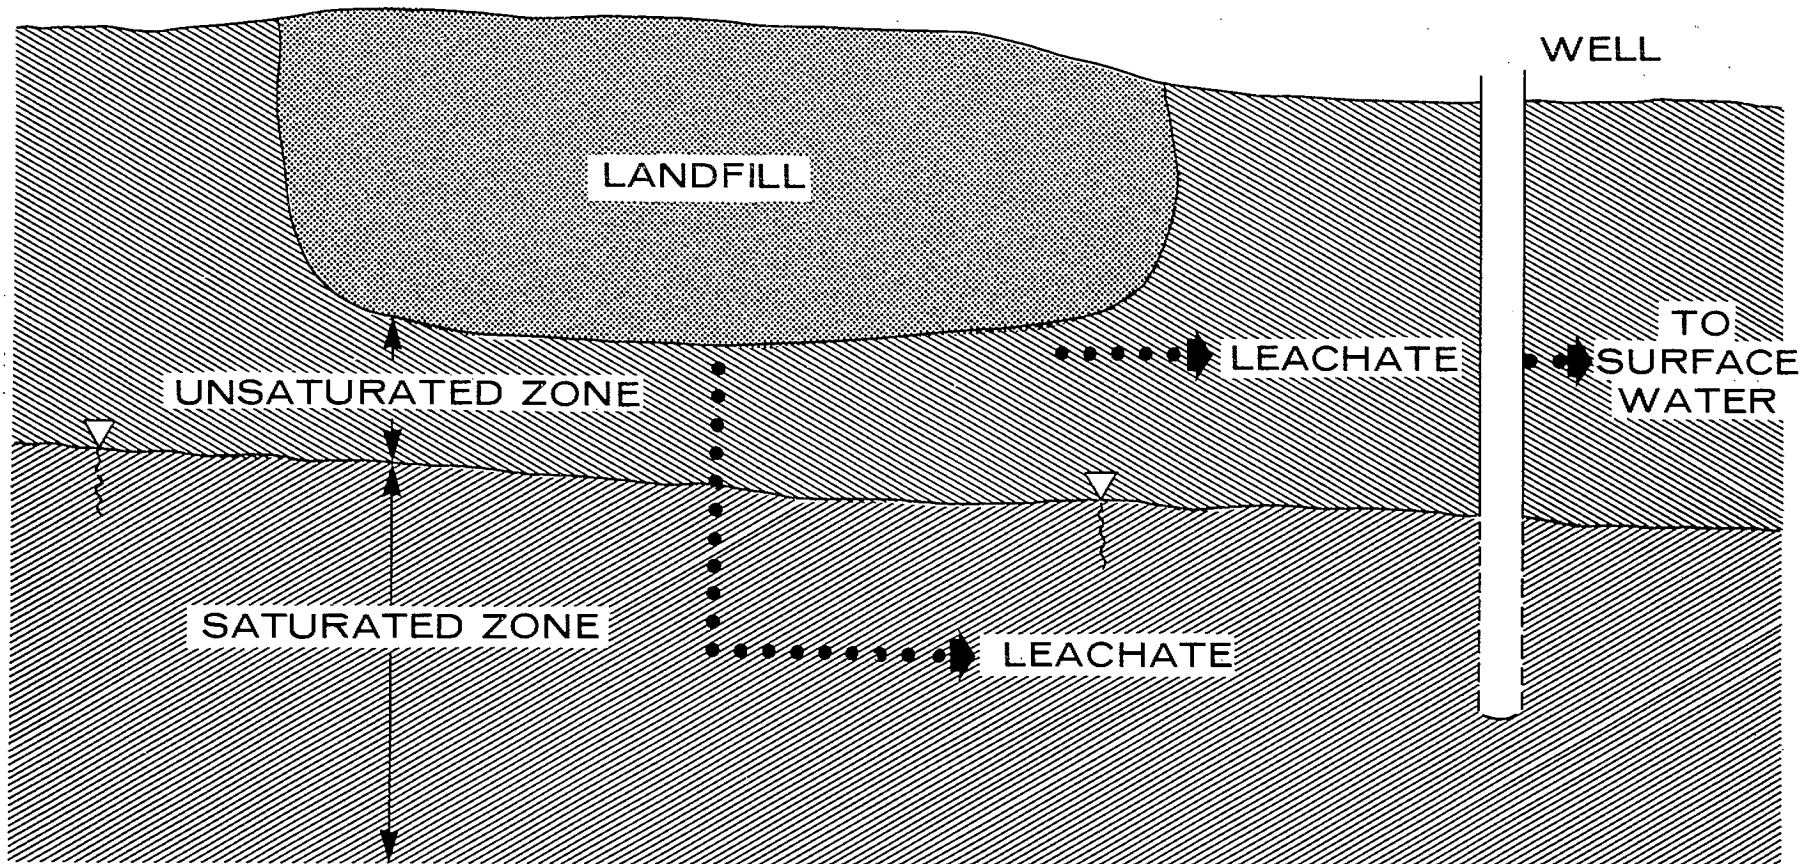 WELL
LANDFILL
TO
SURFACE
WATER
LEACHATE
UNSATURATED ZONE
SATURATED ZONE
LEACHATE